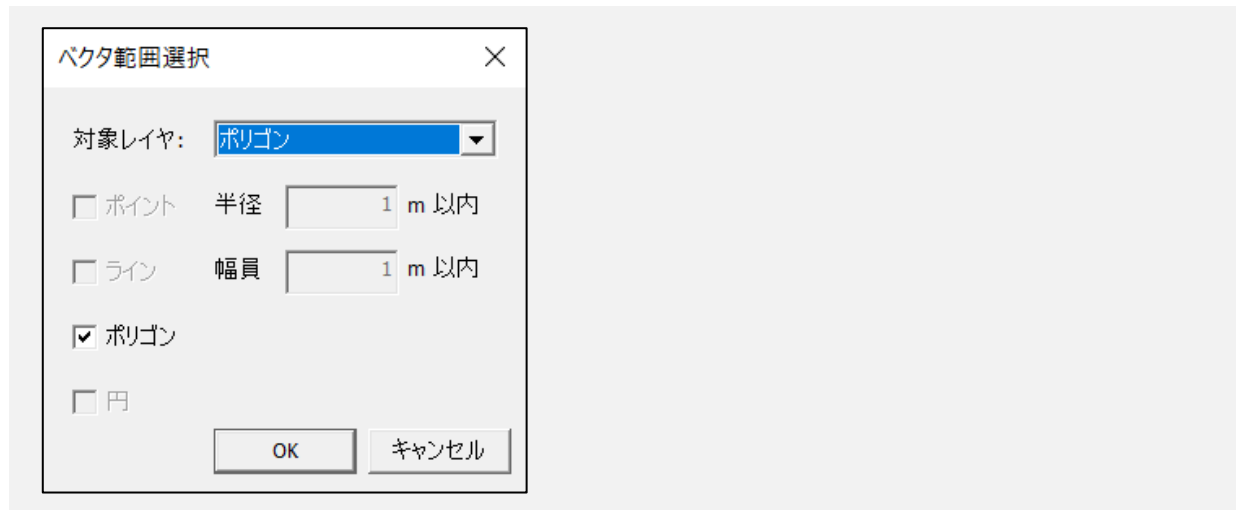 ベクタ範囲選択
対象レイヤ: ポリゴン
ポイント 半径 1 m 以内
ライン 幅員 1 m 以内
ポリゴン
円
OK キャンセル